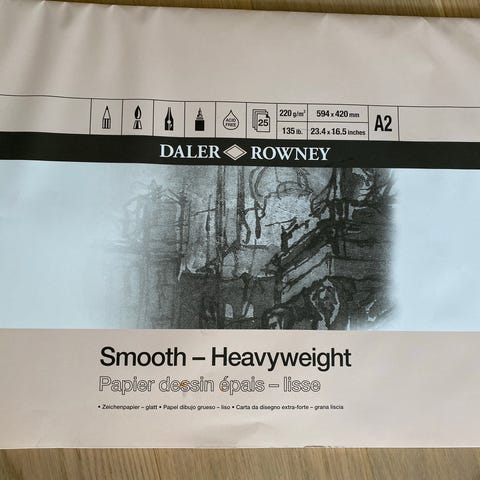 ACID
FREE
25
220 g/m²
594 x 420 mm
135 lb.
23.4 x 16.5 inches
A2
DALER ROWNEY
Smooth – Heavyweight
Papier dessin épais – lisse
• Zeichenpapier – glatt • Papel dibujo grueso – liso • Carta da disegno extra-forte – grana liscia